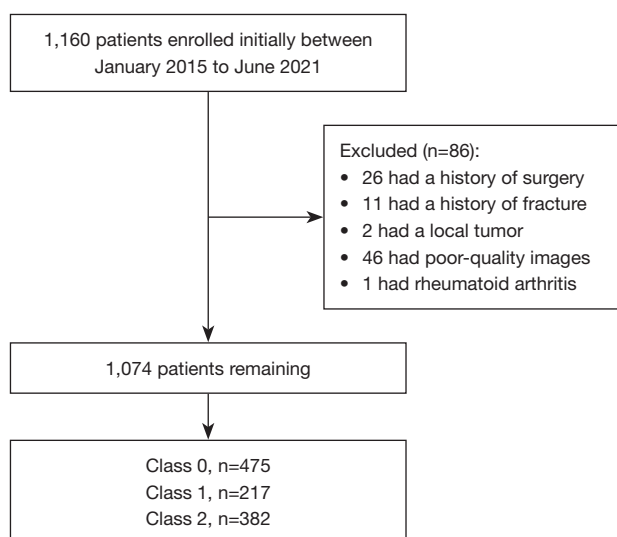 1,160 patients enrolled initially between
January 2015 to June 2021
Excluded (n=86):
• 26 had a history of surgery
• 11 had a history of fracture
• 2 had a local tumor
• 46 had poor-quality images
• 1 had rheumatoid arthritis
1,074 patients remaining
Class 0, n=475
Class 1, n=217
Class 2, n=382